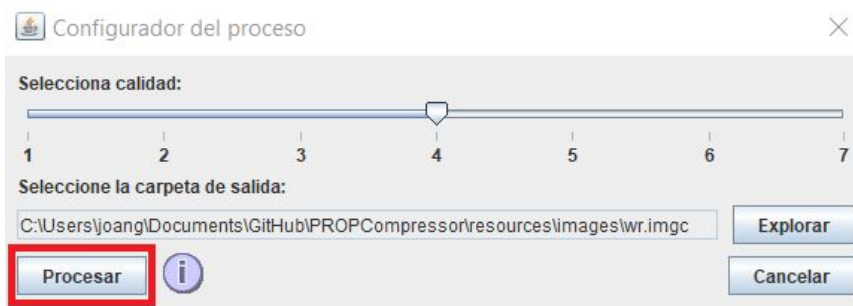 Configurador del proceso
Selecciona calidad:
1 2 3 4 5 6 7
Seleccione la carpeta de salida:
C:\Users\joang\Documents\GitHub\PROPCompressor\resources\images\wr.imgc Explorar
Procesar i Cancelar